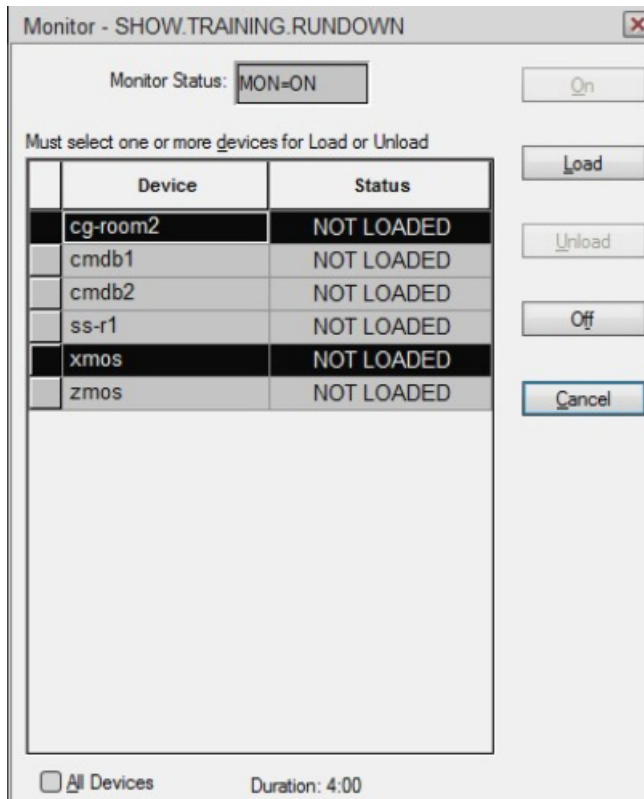 Monitor - SHOW.TRAINING.RUNDOWN
Monitor Status: MON=ON
On
Must select one or more devices for Load or Unload
Load
Device Status
cg-room2 NOT LOADED
Unload
cmdb1 NOT LOADED
cmdb2 NOT LOADED
ss-r1 NOT LOADED
Off
xmos NOT LOADED
zmos NOT LOADED
Cancel
All Devices Duration: 4:00